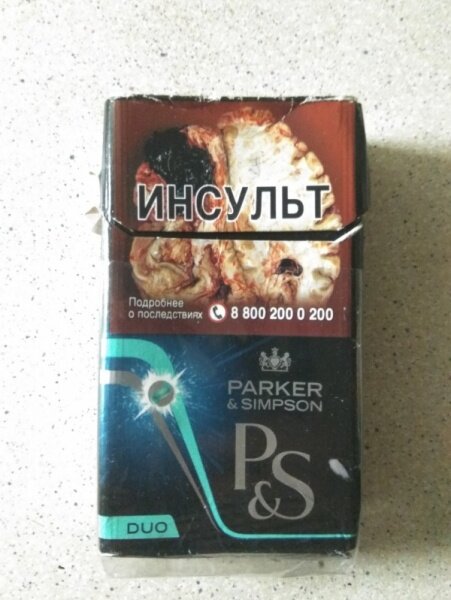 ИНСУЛЬТ
Подробнее
о последствиях 8 800 200 0 200
PARKER
& SIMPSON
P&S
DUO